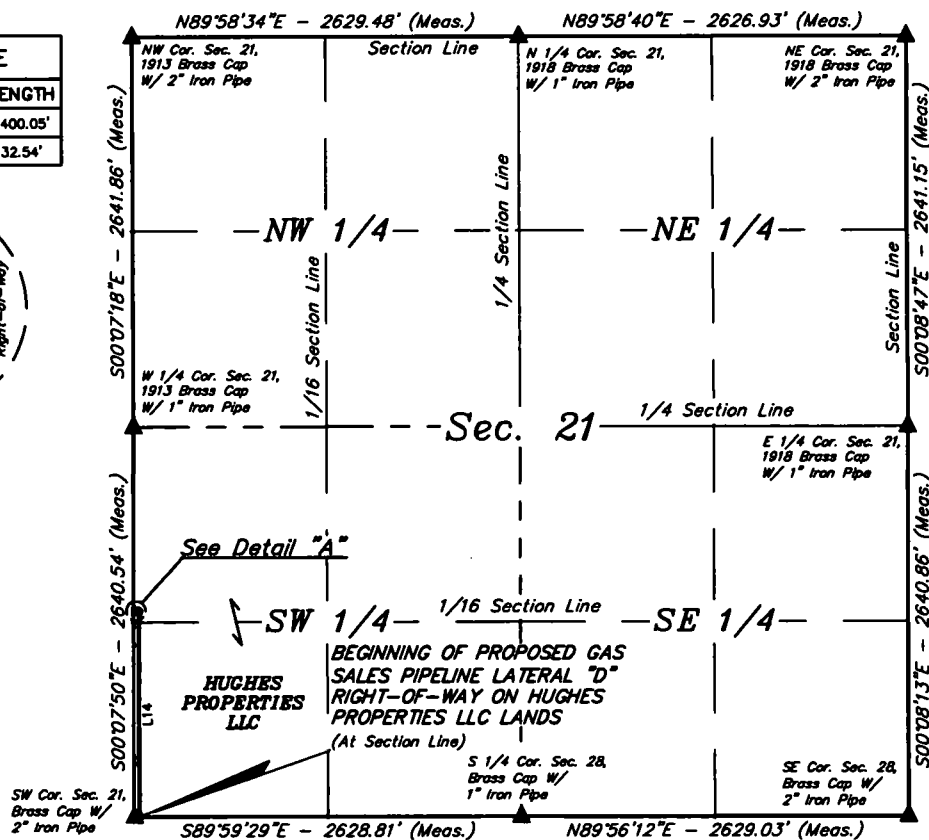 N89°58'34"E - 2629.48' (Meas.)
N89°58'40"E - 2626.93' (Meas.)
E
ENGTH
400.05'
32.54'
Section Line
NW Cor. Sec. 21,
1913 Brass Cap
W/ 2" Iron Pipe
N 1/4 Cor. Sec. 21,
1918 Brass Cap
W/ 1" Iron Pipe
NE Cor. Sec. 21,
1918 Brass Cap
W/ 2" Iron Pipe
S00°07'18"E - 2641.86' (Meas.)
1/4 Section Line
S00°08'47"E - 2641.15' (Meas.)
Section Line
NW 1/4
NE 1/4
Right-of-Way
1/16 Section Line
W 1/4 Cor. Sec. 21,
1913 Brass Cap
W/ 1" Iron Pipe
Sec. 21
1/4 Section Line
E 1/4 Cor. Sec. 21,
1918 Brass Cap
W/ 1" Iron Pipe
S00°07'50"E - 2640.54' (Meas.)
See Detail "A"
S00°08'13"E - 2640.86' (Meas.)
1/16 Section Line
SW 1/4
SE 1/4
L14
HUGHES
PROPERTIES
LLC
BEGINNING OF PROPOSED GAS
SALES PIPELINE LATERAL "D"
RIGHT-OF-WAY ON HUGHES
PROPERTIES LLC LANDS
(At Section Line)
SW Cor. Sec. 21,
Brass Cap W/
2" Iron Pipe
S 1/4 Cor. Sec. 28,
Brass Cap W/
1" Iron Pipe
SE Cor. Sec. 28,
Brass Cap W/
2" Iron Pipe
S89°59'29"E - 2628.81' (Meas.)
N89°56'12"E - 2629.03' (Meas.)